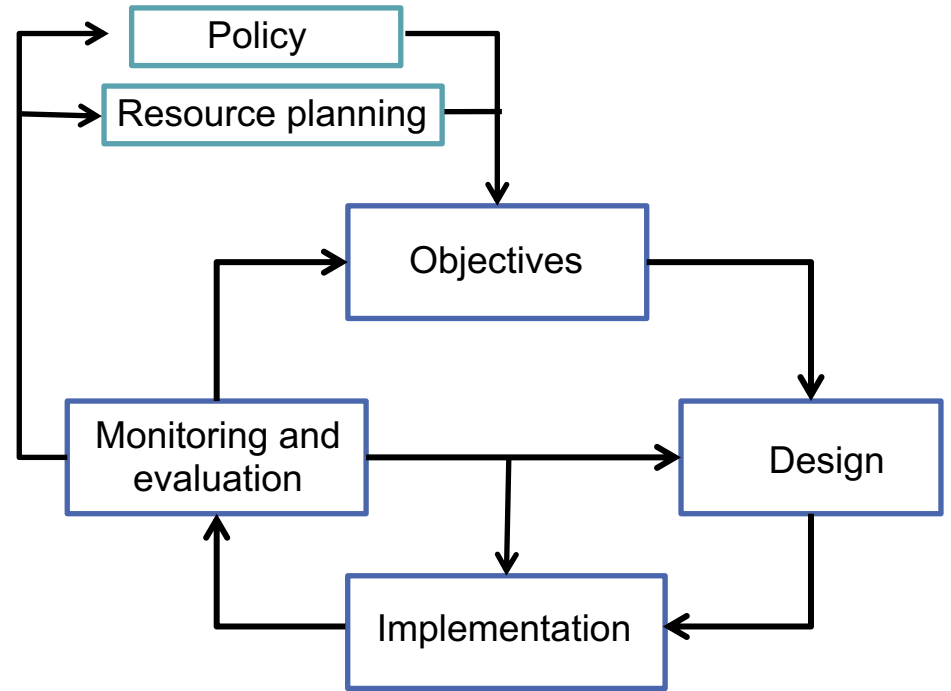 Policy
Resource planning
Objectives
Monitoring and
evaluation
Design
Implementation